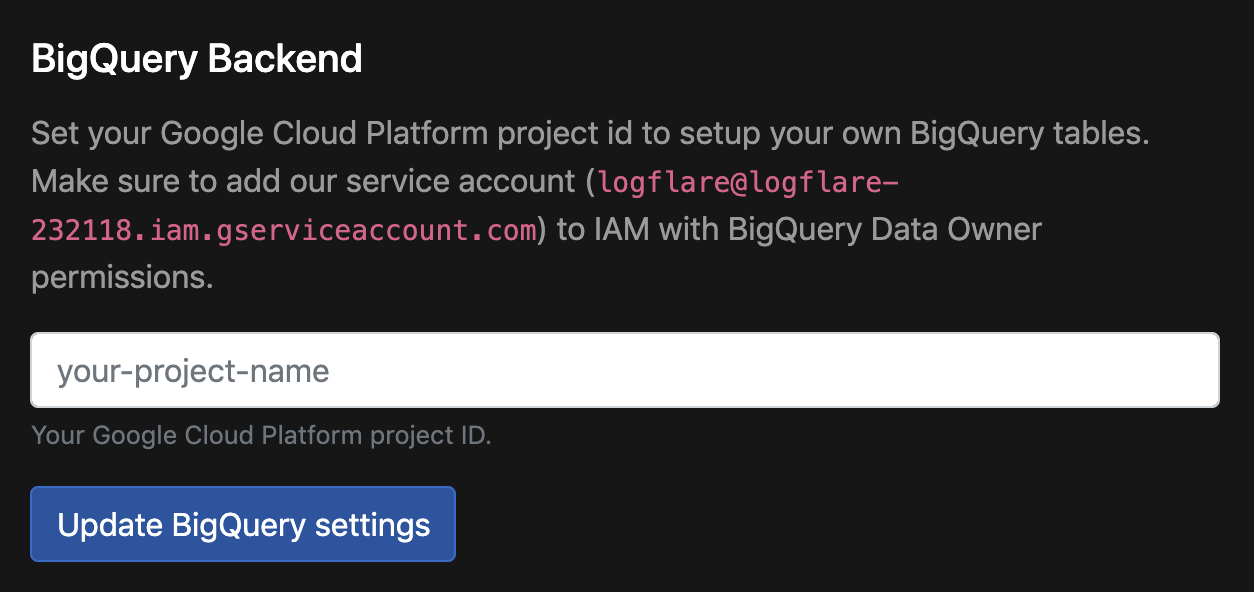 BigQuery Backend
Set your Google Cloud Platform project id to setup your own BigQuery tables.
Make sure to add our service account (logflare@logflare-
232118.iam.gserviceaccount.com) to IAM with BigQuery Data Owner
permissions.
your-project-name
Your Google Cloud Platform project ID.
Update BigQuery settings